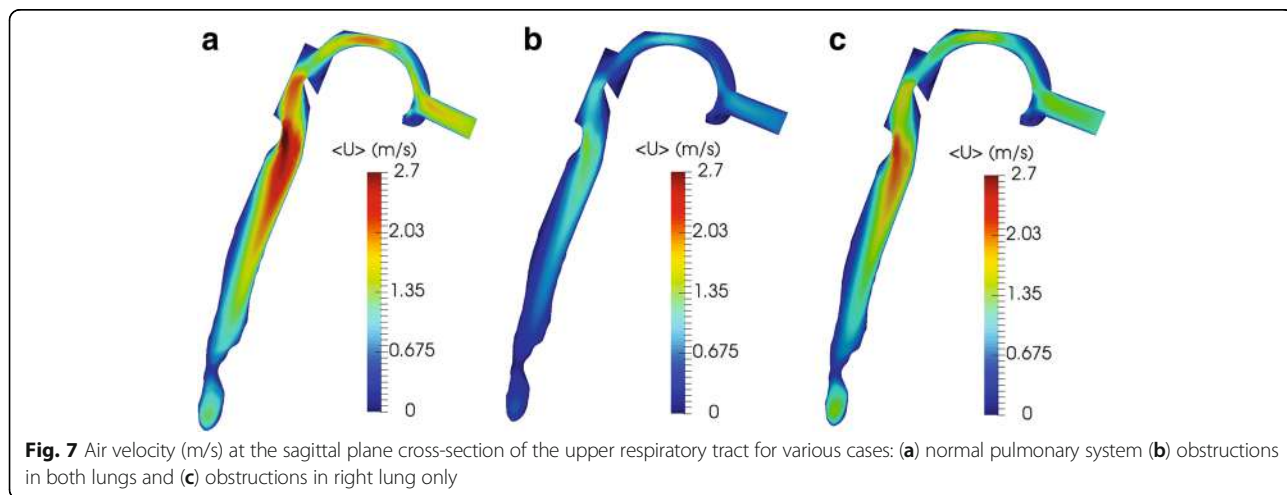 a
b
c
<U> (m/s)
2.7
2.03
1.35
0.675
0
<U> (m/s)
2.7
2.03
1.35
0.675
0
<U> (m/s)
2.7
2.03
1.35
0.675
0
Fig. 7 Air velocity (m/s) at the sagittal plane cross-section of the upper respiratory tract for various cases: (a) normal pulmonary system (b) obstructions
in both lungs and (c) obstructions in right lung only